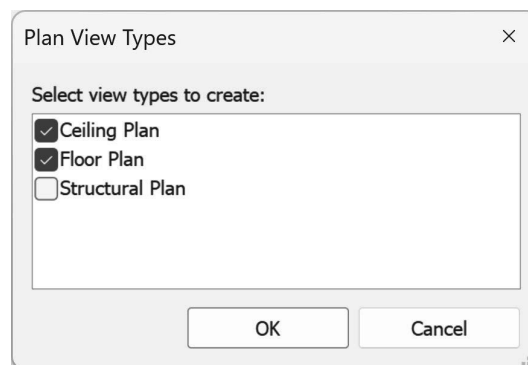 Plan View Types
Select view types to create:
Ceiling Plan
Floor Plan
Structural Plan
OK
Cancel